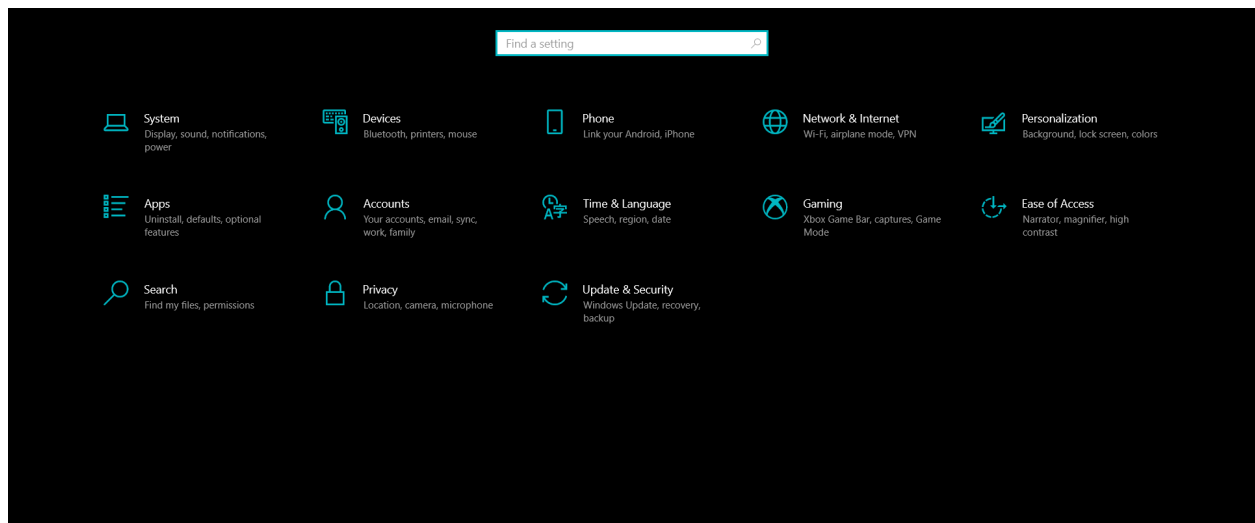 Find a setting
System
Display, sound, notifications,
power
Devices
Bluetooth, printers, mouse
Phone
Link your Android, iPhone
Network & Internet
Wi-Fi, airplane mode, VPN
Personalization
Background, lock screen, colors
Apps
Uninstall, defaults, optional
features
Accounts
Your accounts, email, sync,
work, family
Time & Language
Speech, region, date
Gaming
Xbox Game Bar, captures, Game
Mode
Ease of Access
Narrator, magnifier, high
contrast
Search
Find my files, permissions
Privacy
Location, camera, microphone
Update & Security
Windows Update, recovery,
backup